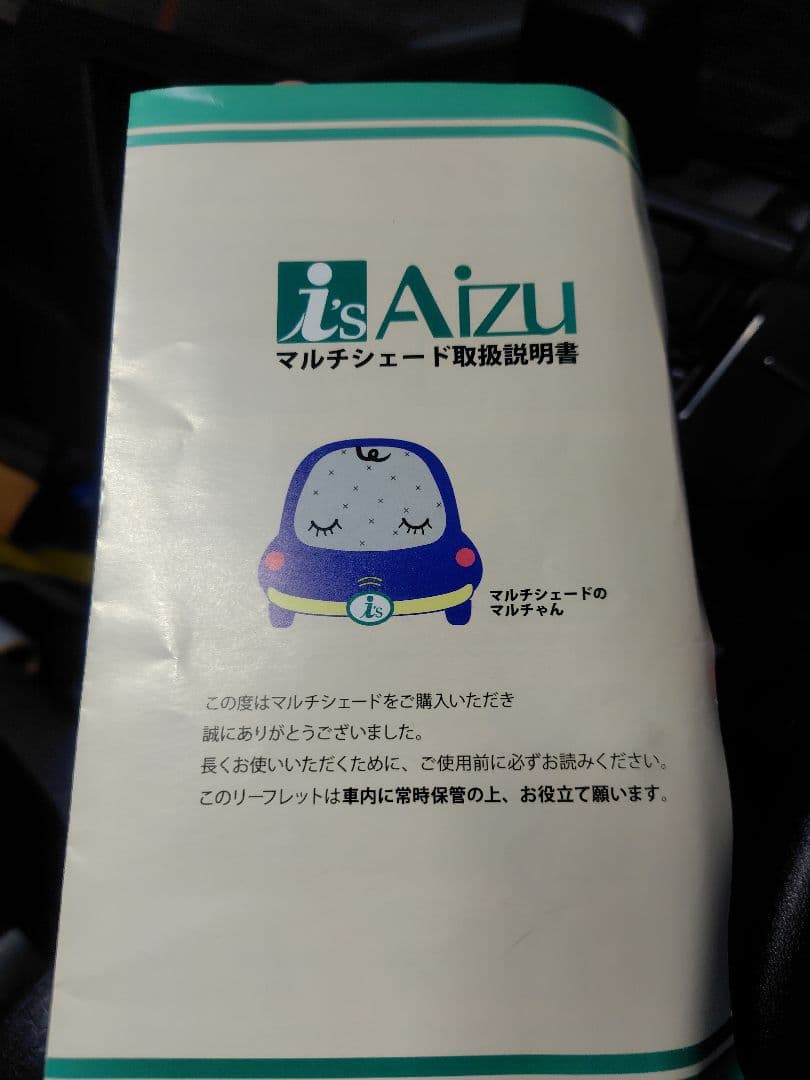 i's Aizu
マルチシェード取扱説明書
i's
マルチシェードの
マルチゃん
この度はマルチシェードをご購入いただき
誠にありがとうございました。
長くお使いいただくために、ご使用前に必ずお読みください。
このリーフレットは車内に常時保管の上、お役立て願います。